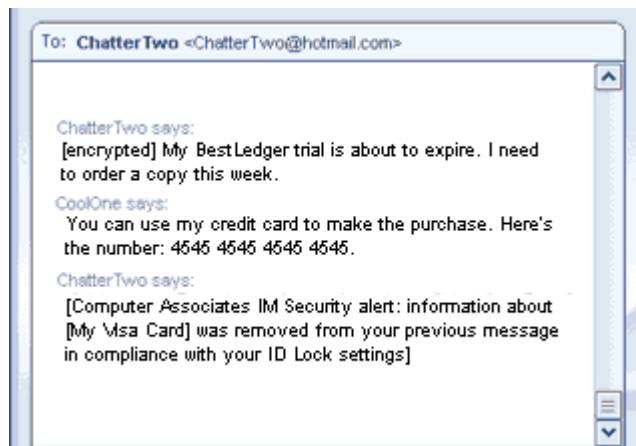 To: ChatterTwo <ChatterTwo@hotmail.com>
ChatterTwo says:
[encrypted] My BestLedger trial is about to expire. I need
to order a copy this week.
CoolOne says:
You can use my credit card to make the purchase. Here's
the number: 4545 4545 4545 4545.
ChatterTwo says:
[Computer Associates IM Security alert: information about
[My Visa Card] was removed from your previous message
in compliance with your ID Lock settings]